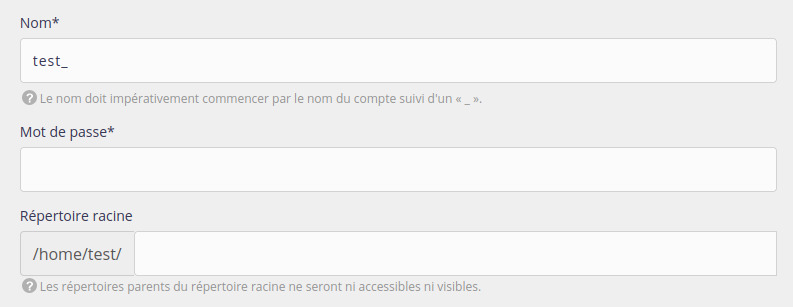 Nom*
test_
? Le nom doit impérativement commencer par le nom du compte suivi d'un « _ ».
Mot de passe*
Répertoire racine
/home/test/
? Les répertoires parents du répertoire racine ne seront ni accessibles ni visibles.